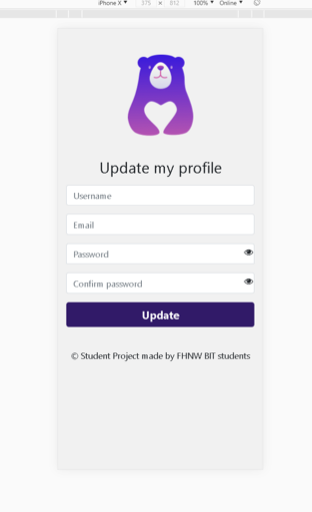 iPhone X ▼ 375 × 812 100% ▼ Online ▼
Update my profile
Username
Email
Password
Confirm password
Update
© Student Project made by FHNW BIT students